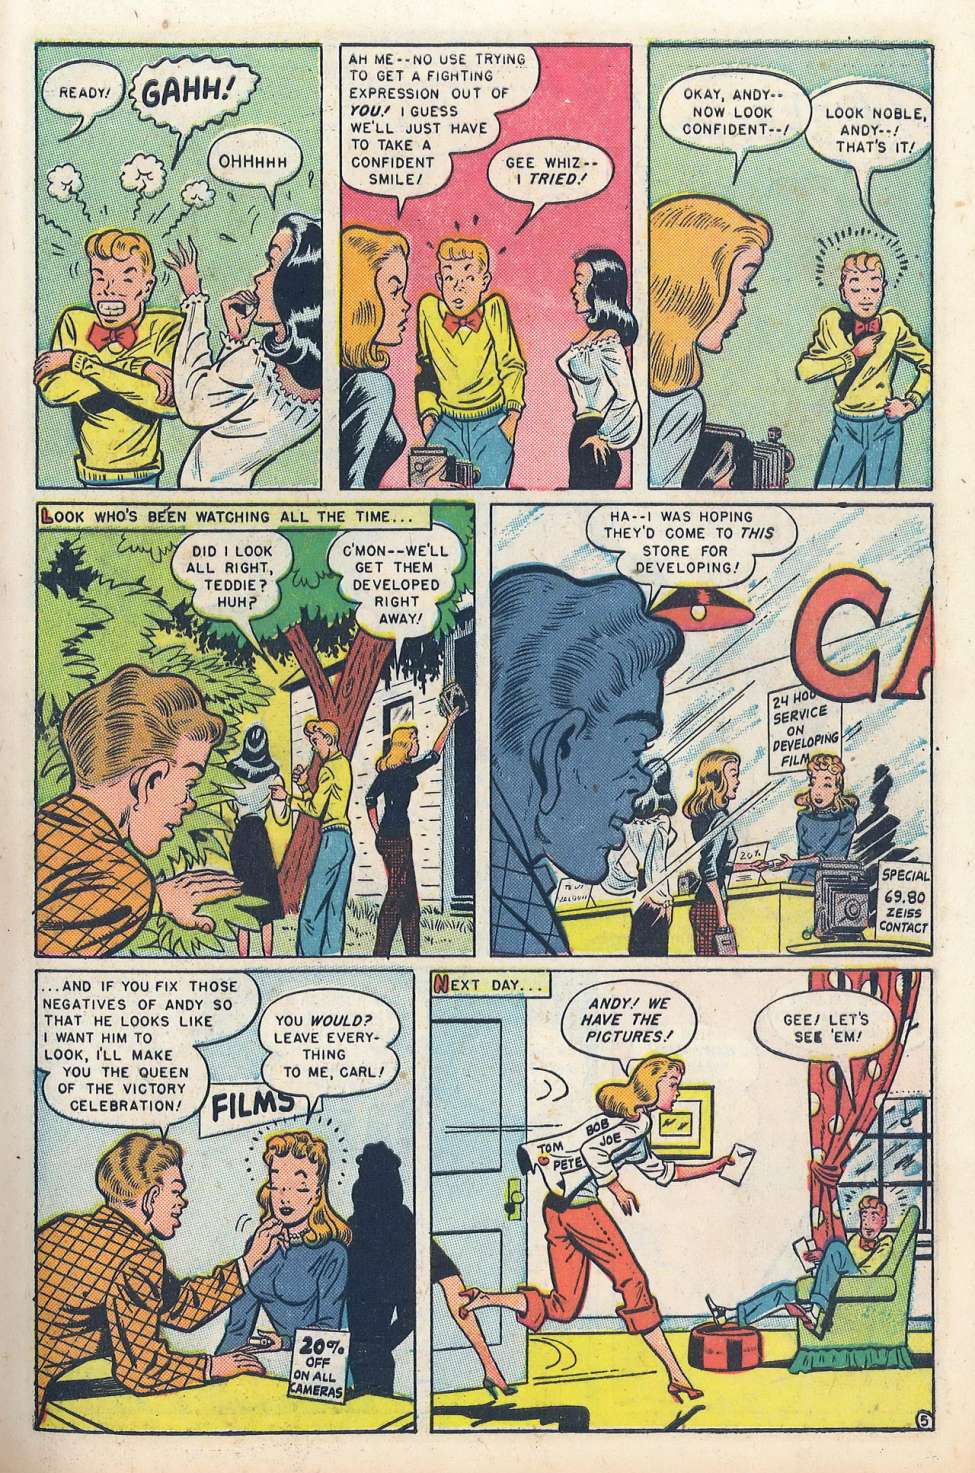 READY!
GAHH!
OHHHHH
AH ME--NO USE TRYING
TO GET A FIGHTING
EXPRESSION OUT OF
YOU! I GUESS
WE'LL JUST HAVE
TO TAKE A
CONFIDENT
SMILE!
GEE WHIZ--
I TRIED!
OKAY, ANDY--
NOW LOOK
CONFIDENT--!
LOOK NOBLE,
ANDY--!
THAT'S IT!
LOOK WHO'S BEEN WATCHING ALL THE TIME...
DID I LOOK
ALL RIGHT,
TEDDIE?
HUH?
C'MON--WE'LL
GET THEM
DEVELOPED
RIGHT
AWAY!
HA--I WAS HOPING
THEY'D COME TO THIS
STORE FOR
DEVELOPING!
CA
24 HOU
SERVICE
ON
DEVELOPING
FILM
20%
SPECIAL
69.80
ZEISS
CONTACT
...AND IF YOU FIX THOSE
NEGATIVES OF ANDY SO
THAT HE LOOKS LIKE
I WANT HIM TO
LOOK, I'LL MAKE
YOU THE QUEEN
OF THE VICTORY
CELEBRATION!
YOU WOULD?
LEAVE EVERY-
THING
TO ME, CARL!
FILMS
20%
OFF
ON ALL
CAMERAS
NEXT DAY...
ANDY! WE
HAVE THE
PICTURES!
GEE! LET'S
SEE 'EM!
TOM
PETE
BOB
JOE
5